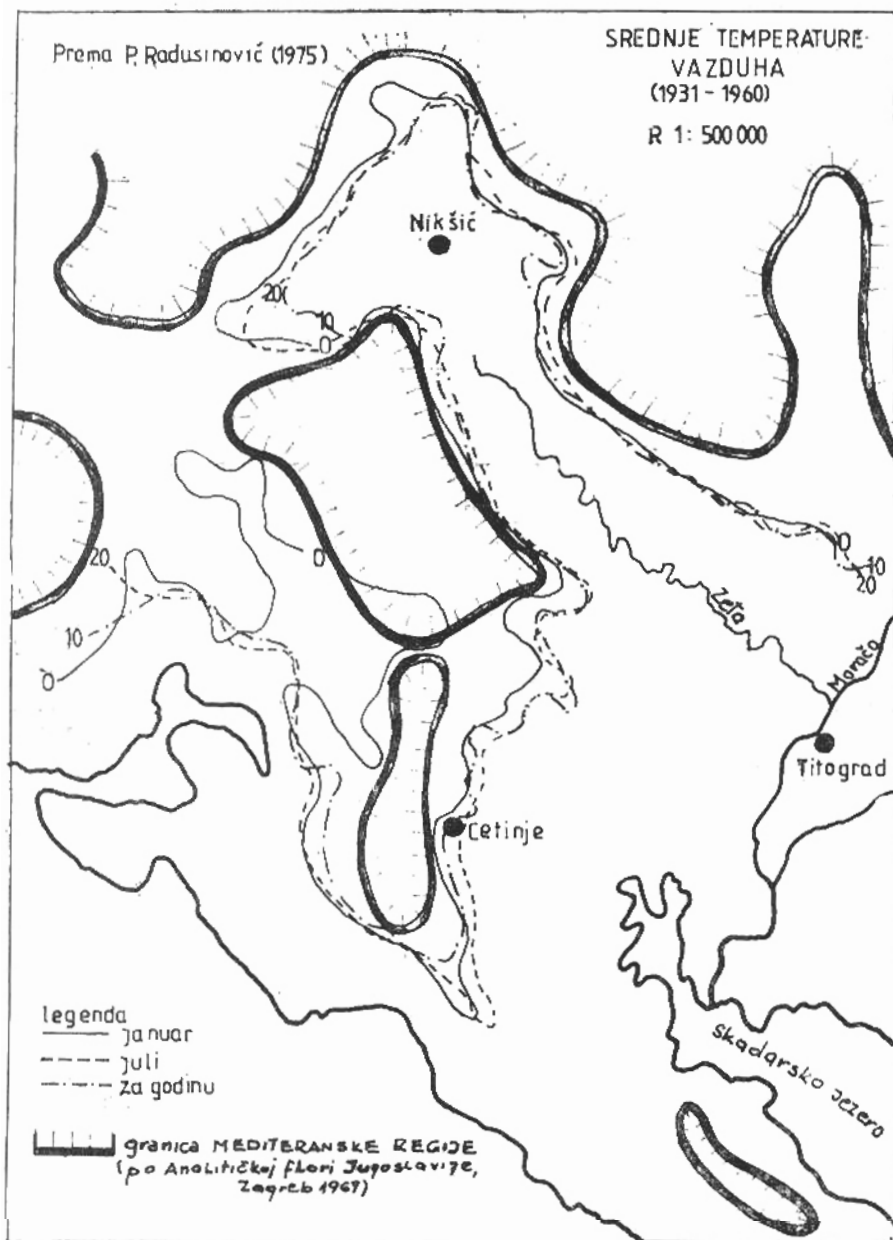 Prema P. Radusinović (1975)
SREDNJE TEMPERATURE
VAZDUHA
(1931 - 1960)
R 1: 500 000
Nikšić
20
10
0
0
20
10
0
10
10
20
Zeta
Morača
Titograd
Cetinje
Skadarsko Jezero
legenda
januar
juli
za godinu
granica MEDITERANSKE REGIJE
(po Analitičkoj flori Jugoslavije,
Zagreb 1967)